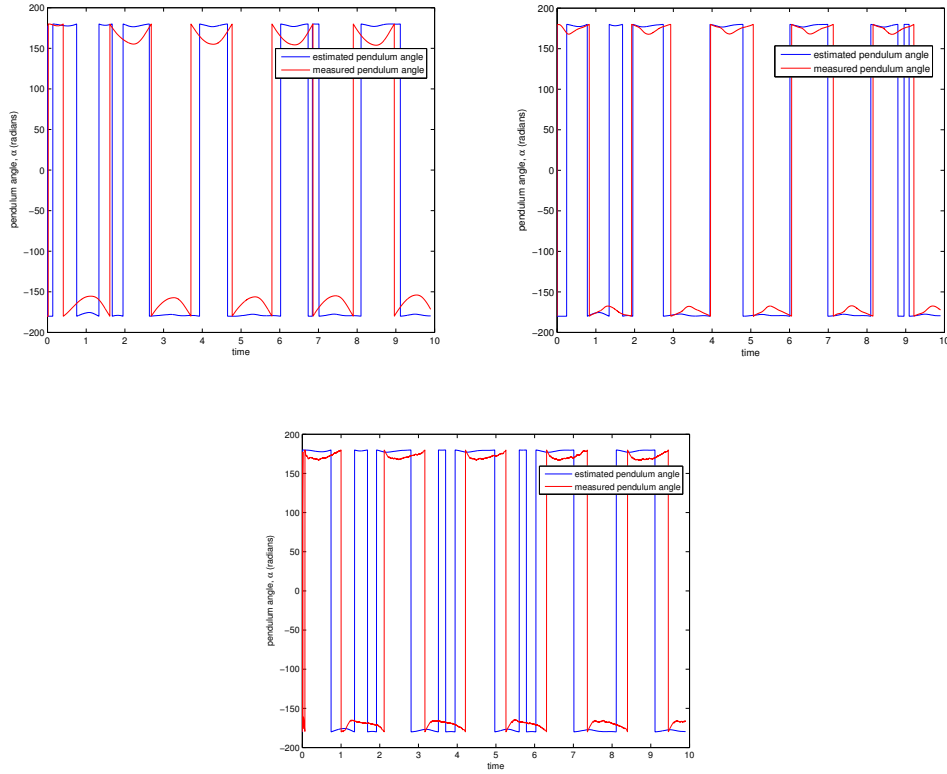 200
150
100
50
0
−50
−100
−150
−200
pendulum angle, α (radians)
0 1 2 3 4 5 6 7 8 9 10
time
estimated pendulum angle
measured pendulum angle
200
150
100
50
0
−50
−100
−150
−200
pendulum angle, α (radians)
0 1 2 3 4 5 6 7 8 9 10
time
estimated pendulum angle
measured pendulum angle
200
150
100
50
0
−50
−100
−150
−200
pendulum angle, α (radians)
0 1 2 3 4 5 6 7 8 9 10
time
estimated pendulum angle
measured pendulum angle